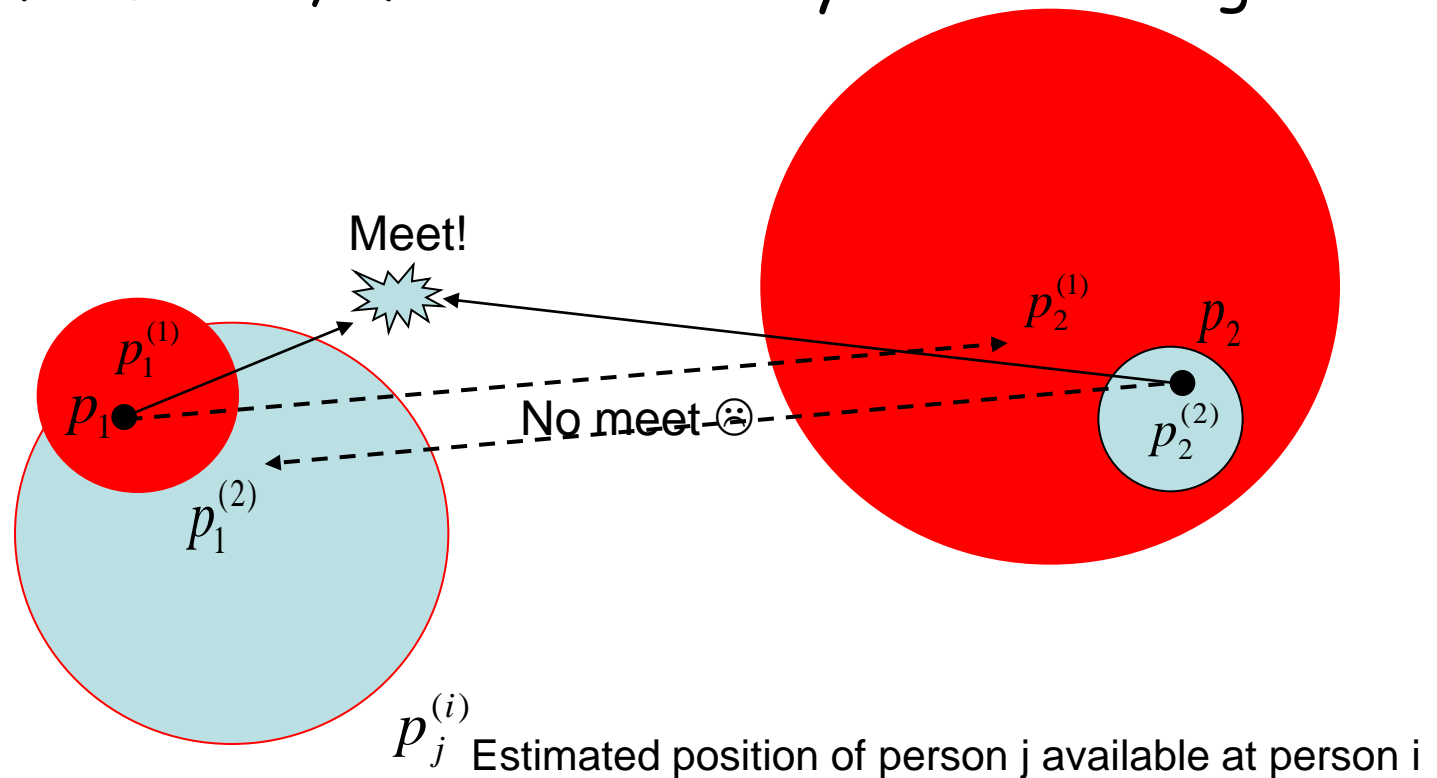 Meet!
p_2^{(1)}
p_2
p_1^{(1)}
p_1
No meet ☹
p_2^{(2)}
p_1^{(2)}
p_j^{(i)} Estimated position of person j available at person i